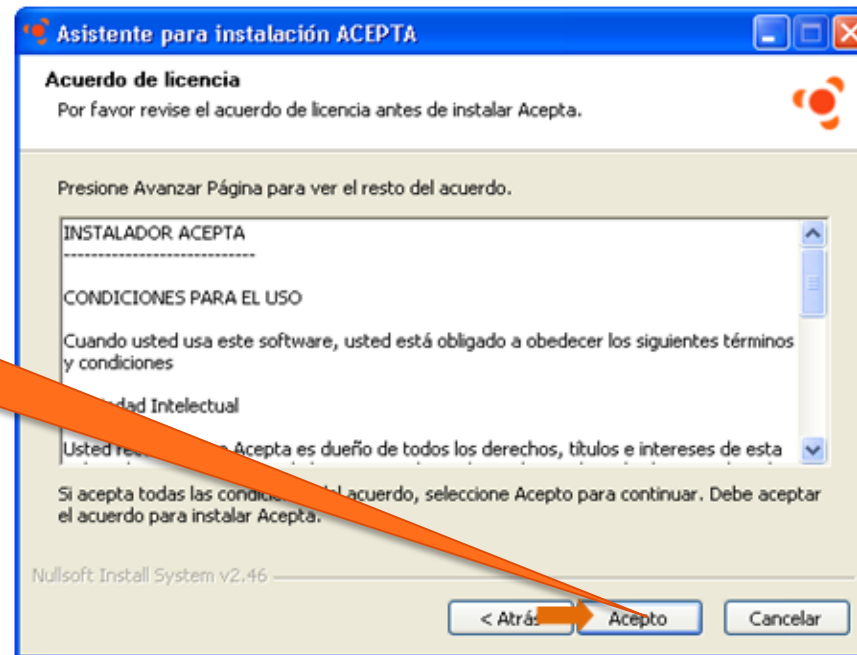 Asistente para instalación ACEPTA
Acuerdo de licencia
Por favor revise el acuerdo de licencia antes de instalar Acepta.
Presione Avanzar Página para ver el resto del acuerdo.
INSTALADOR ACEPTA
----------------------------
CONDICIONES PARA EL USO
Cuando usted usa este software, usted está obligado a obedecer los siguientes términos
y condiciones
Intelectual
Usted Acepta es dueño de todos los derechos, títulos e intereses de esta
Si acepta todas las del acuerdo, seleccione Acepto para continuar. Debe aceptar
el acuerdo para instalar Acepta.
Nullsoft Install System v2.46
< Atrás Acepto Cancelar